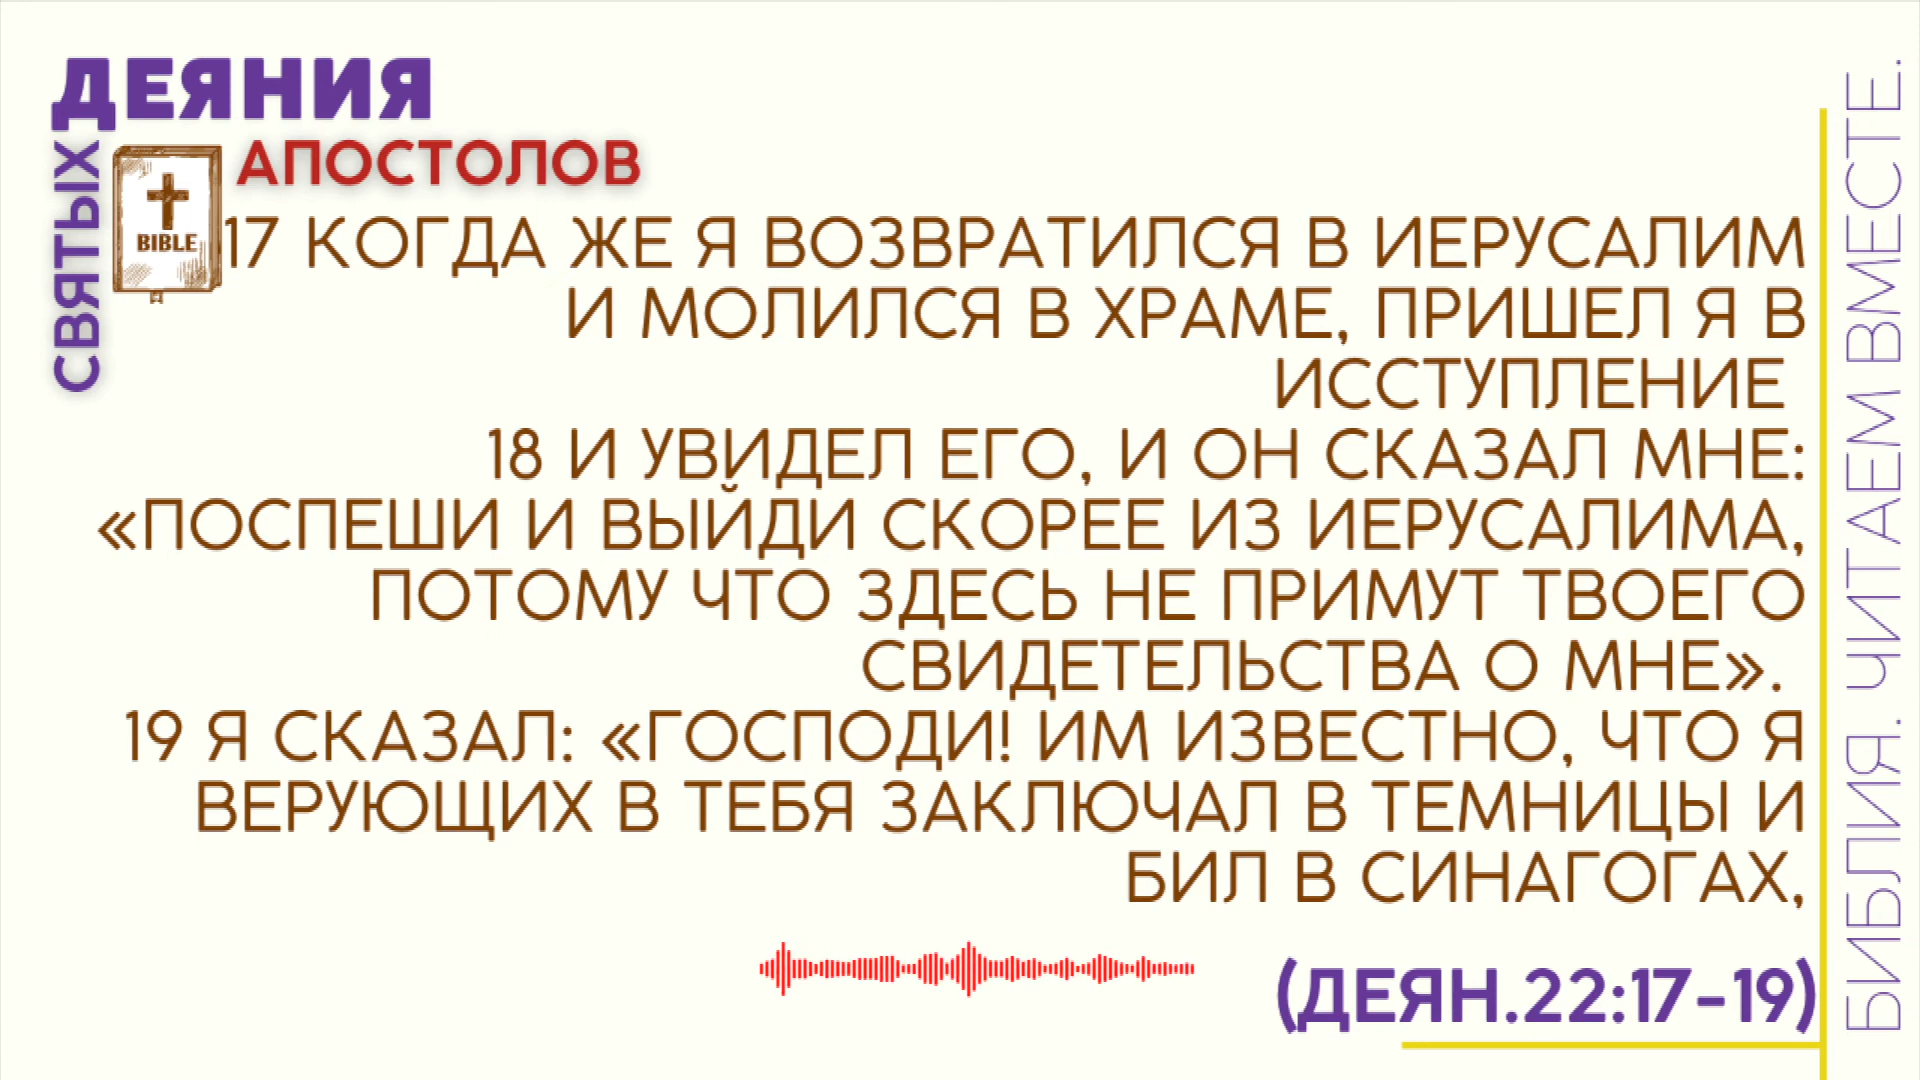 ДЕЯНИЯ
СВЯТЫХ
АПОСТОЛОВ
BIBLE
17 КОГДА ЖЕ Я ВОЗВРАТИЛСЯ В ИЕРУСАЛИМ
И МОЛИЛСЯ В ХРАМЕ, ПРИШЕЛ Я В
ИССТУПЛЕНИЕ
18 И УВИДЕЛ ЕГО, И ОН СКАЗАЛ МНЕ:
«ПОСПЕШИ И ВЫЙДИ СКОРЕЕ ИЗ ИЕРУСАЛИМА,
ПОТОМУ ЧТО ЗДЕСЬ НЕ ПРИМУТ ТВОЕГО
СВИДЕТЕЛЬСТВА О МНЕ».
19 Я СКАЗАЛ: «ГОСПОДИ! ИМ ИЗВЕСТНО, ЧТО Я
ВЕРУЮЩИХ В ТЕБЯ ЗАКЛЮЧАЛ В ТЕМНИЦЫ И
БИЛ В СИНАГОГАХ,
(ДЕЯН.22:17-19)
БИБЛИЯ. ЧИТАЕМ ВМЕСТЕ.